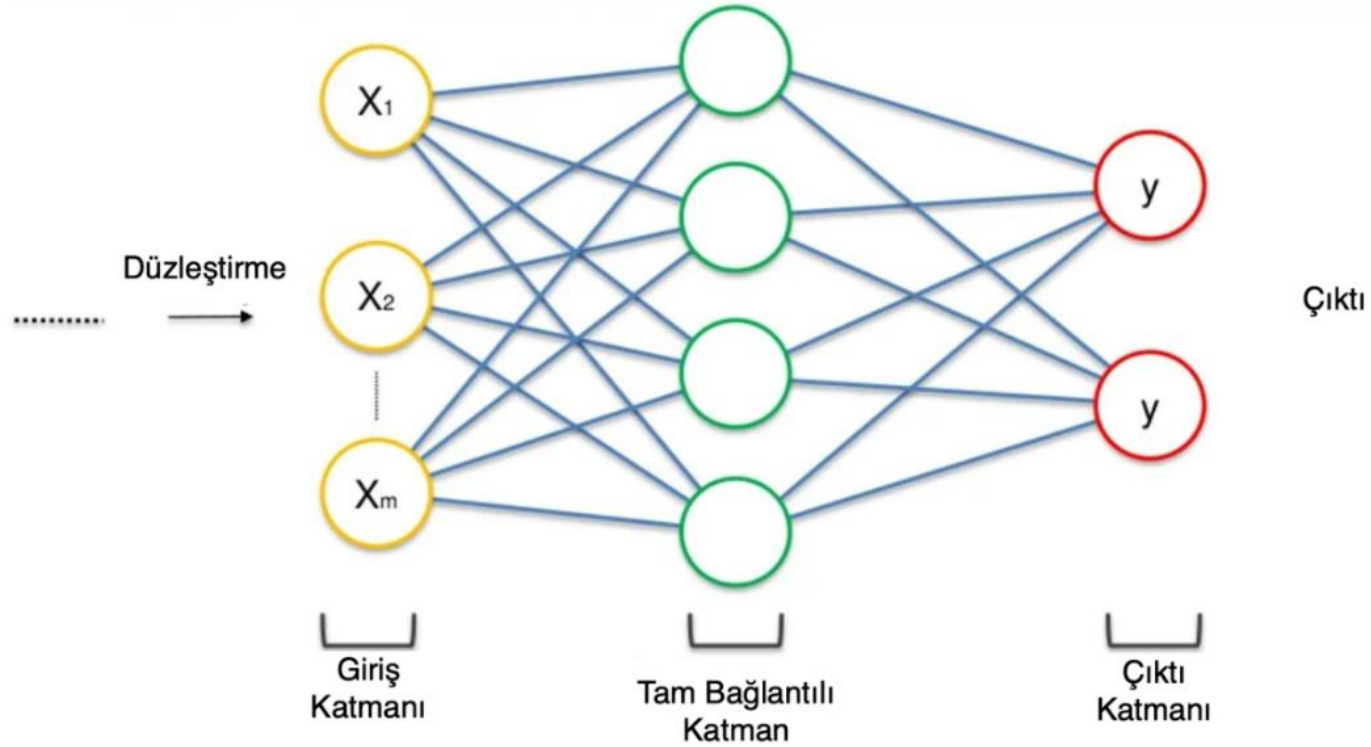 X1
X2
Xm
Düzleştirme
y
y
Çıktı
Giriş
Katmanı
Tam Bağlantılı
Katman
Çıktı
Katmanı